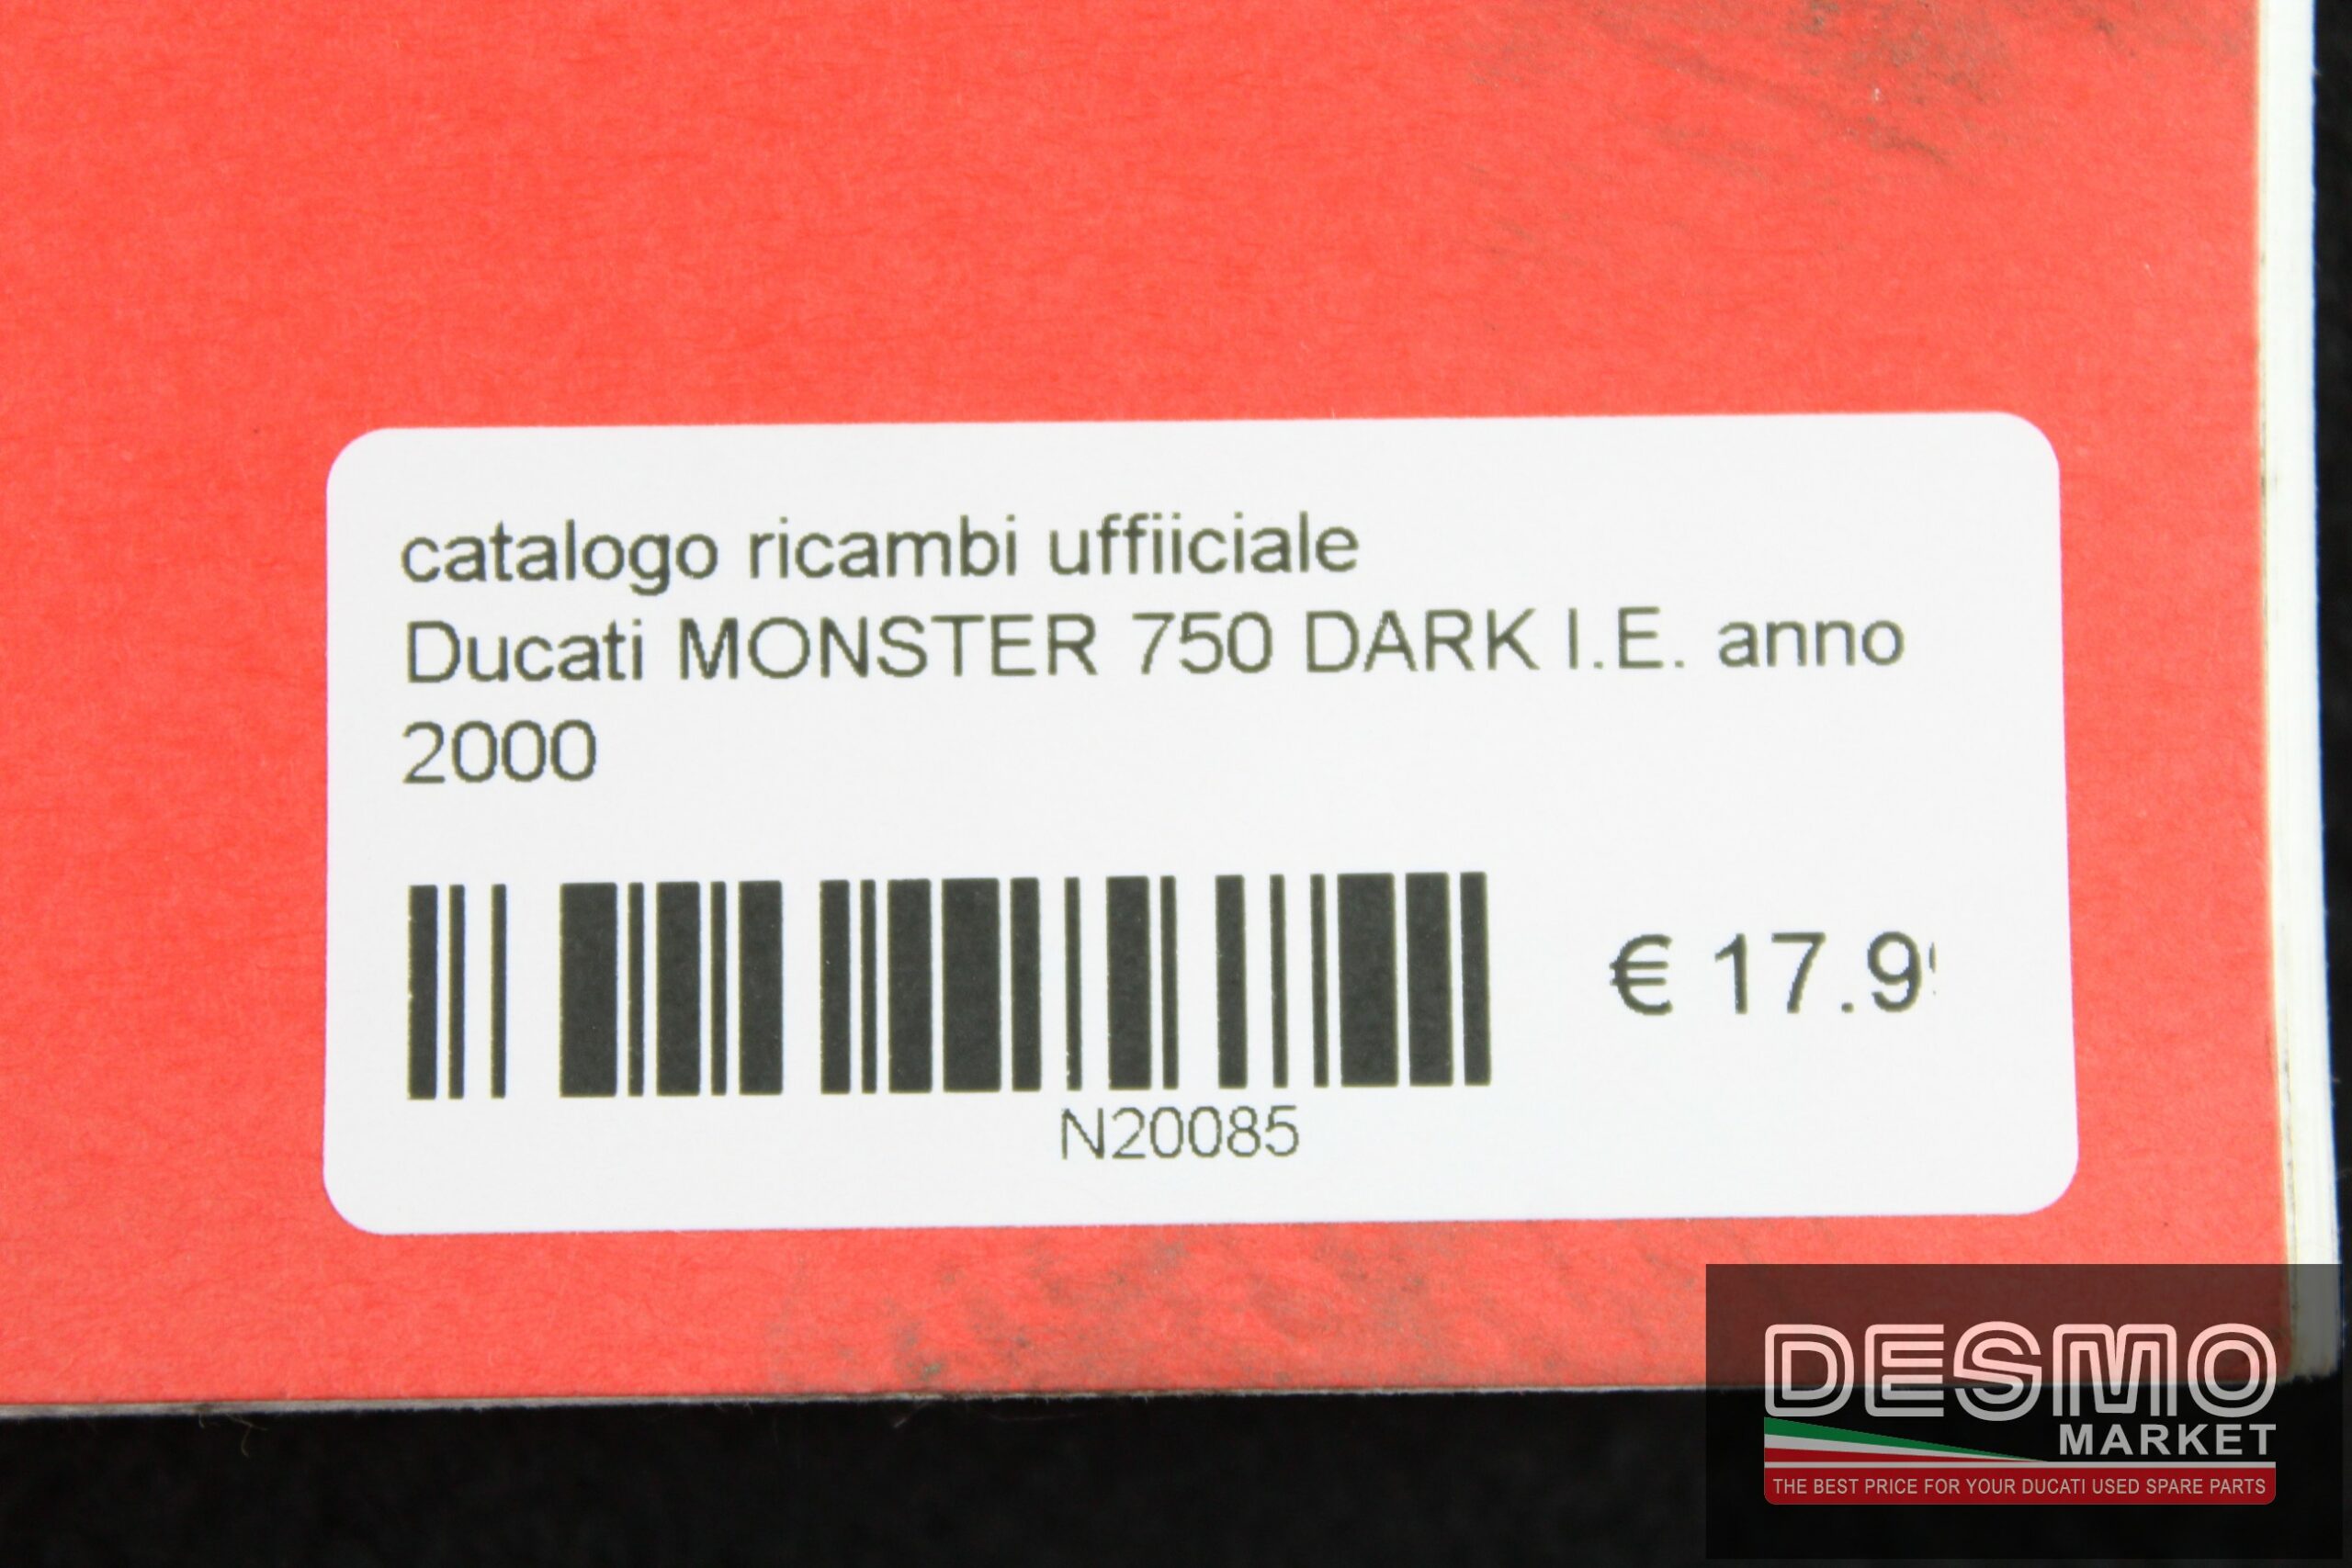 catalogo ricambi uffiiciale
Ducati MONSTER 750 DARK I.E. anno
2000
€ 17.9
N20085
DESMO
MARKET
THE BEST PRICE FOR YOUR DUCATI USED SPARE PARTS